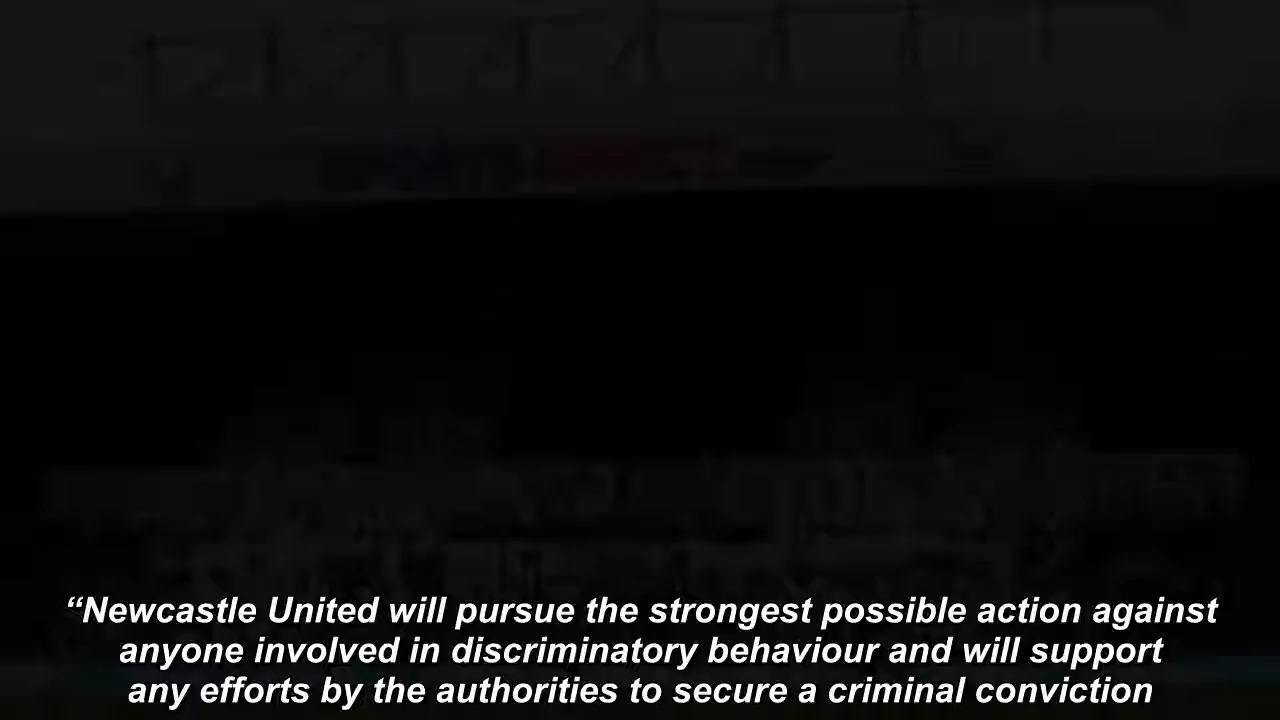 “Newcastle United will pursue the strongest possible action against
anyone involved in discriminatory behaviour and will support
any efforts by the authorities to secure a criminal conviction